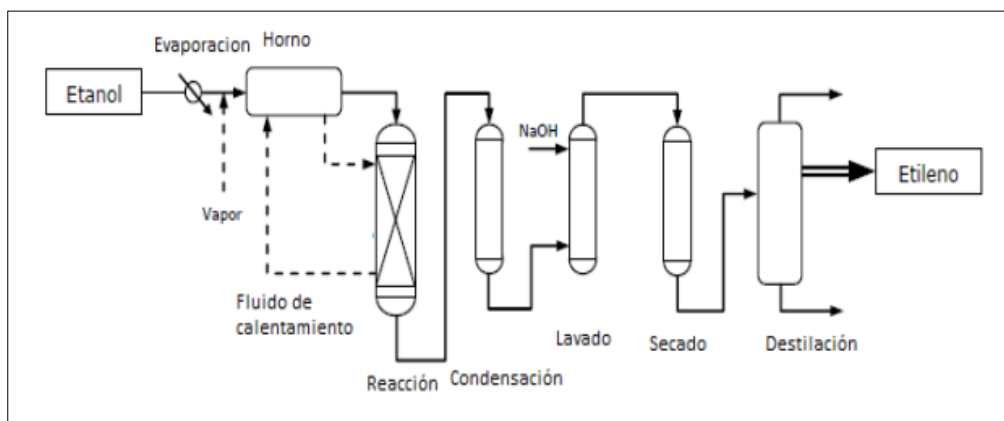 Evaporacion
Horno
Etanol
NaOH
Etileno
Vapor
Fluido de
calentamiento
Lavado
Secado
Destilación
Reacción
Condensación